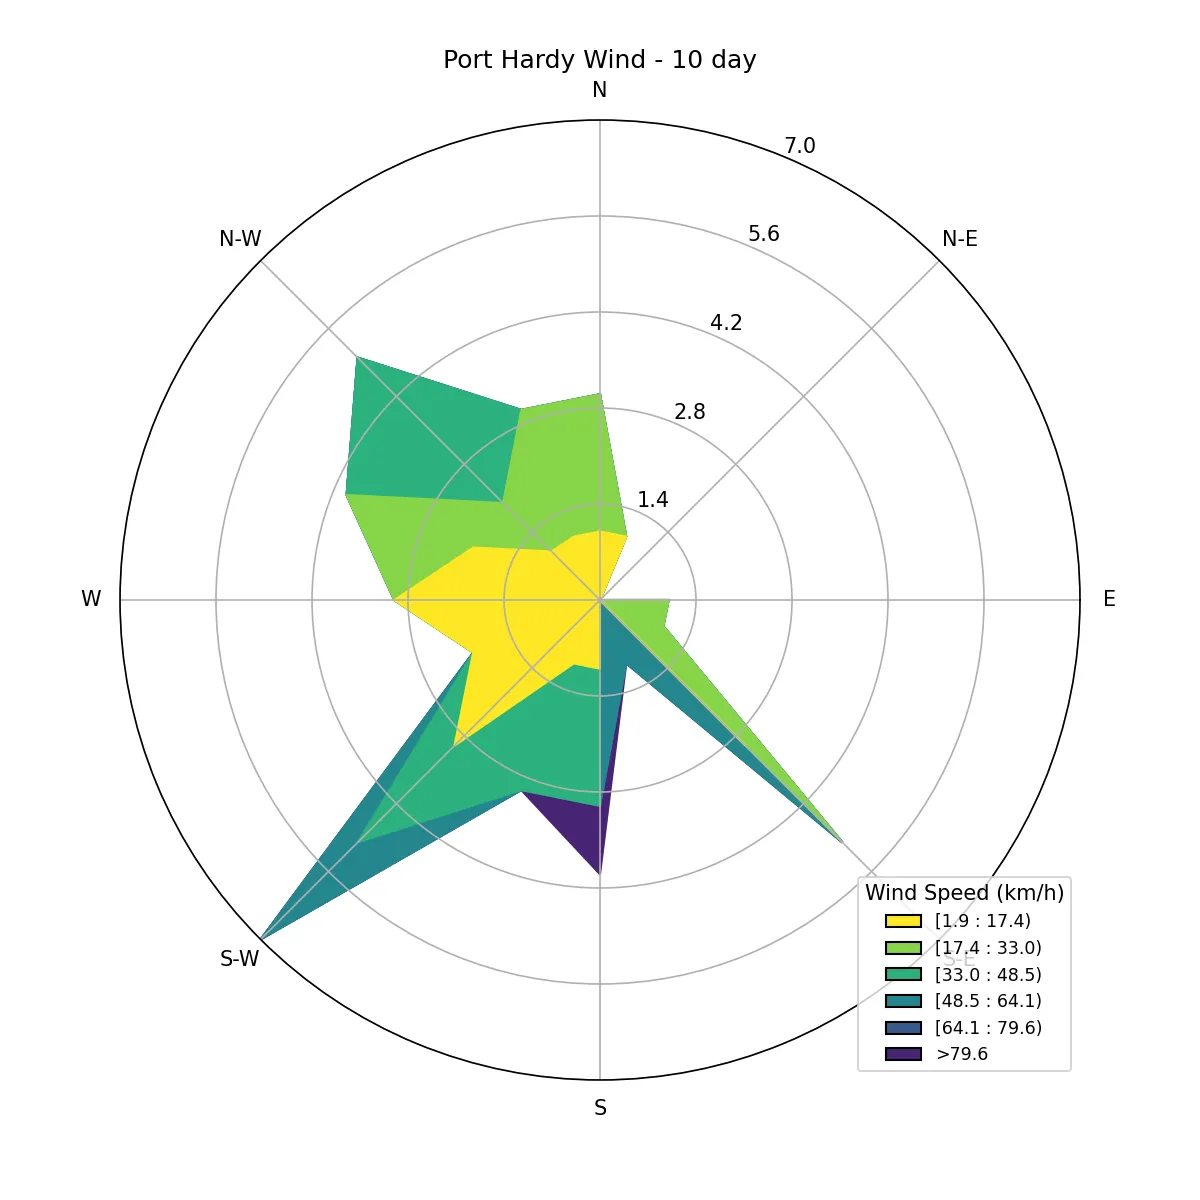 Port Hardy Wind - 10 day
N
7.0
N-W
5.6
N-E
4.2
2.8
1.4
W
E
Wind Speed (km/h)
[1.9 : 17.4)
[17.4 : 33.0)
S-W
S-E
[33.0 : 48.5)
[48.5 : 64.1)
[64.1 : 79.6)
>79.6
S